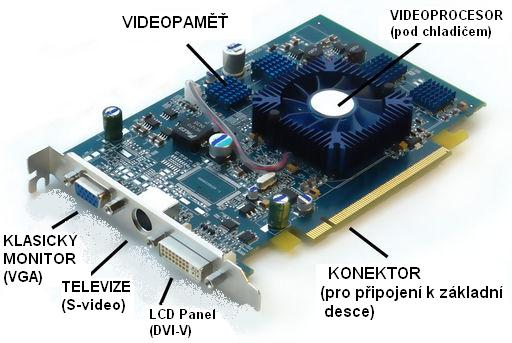 VIDEOPAMĚŤ
VIDEOPROCESOR
(pod chladičem)
KLASICKÝ
MONITOR
(VGA)
TELEVIZE
(S-video)
LCD Panel
(DVI-V)
KONEKTOR
(pro připojení k základní
desce)